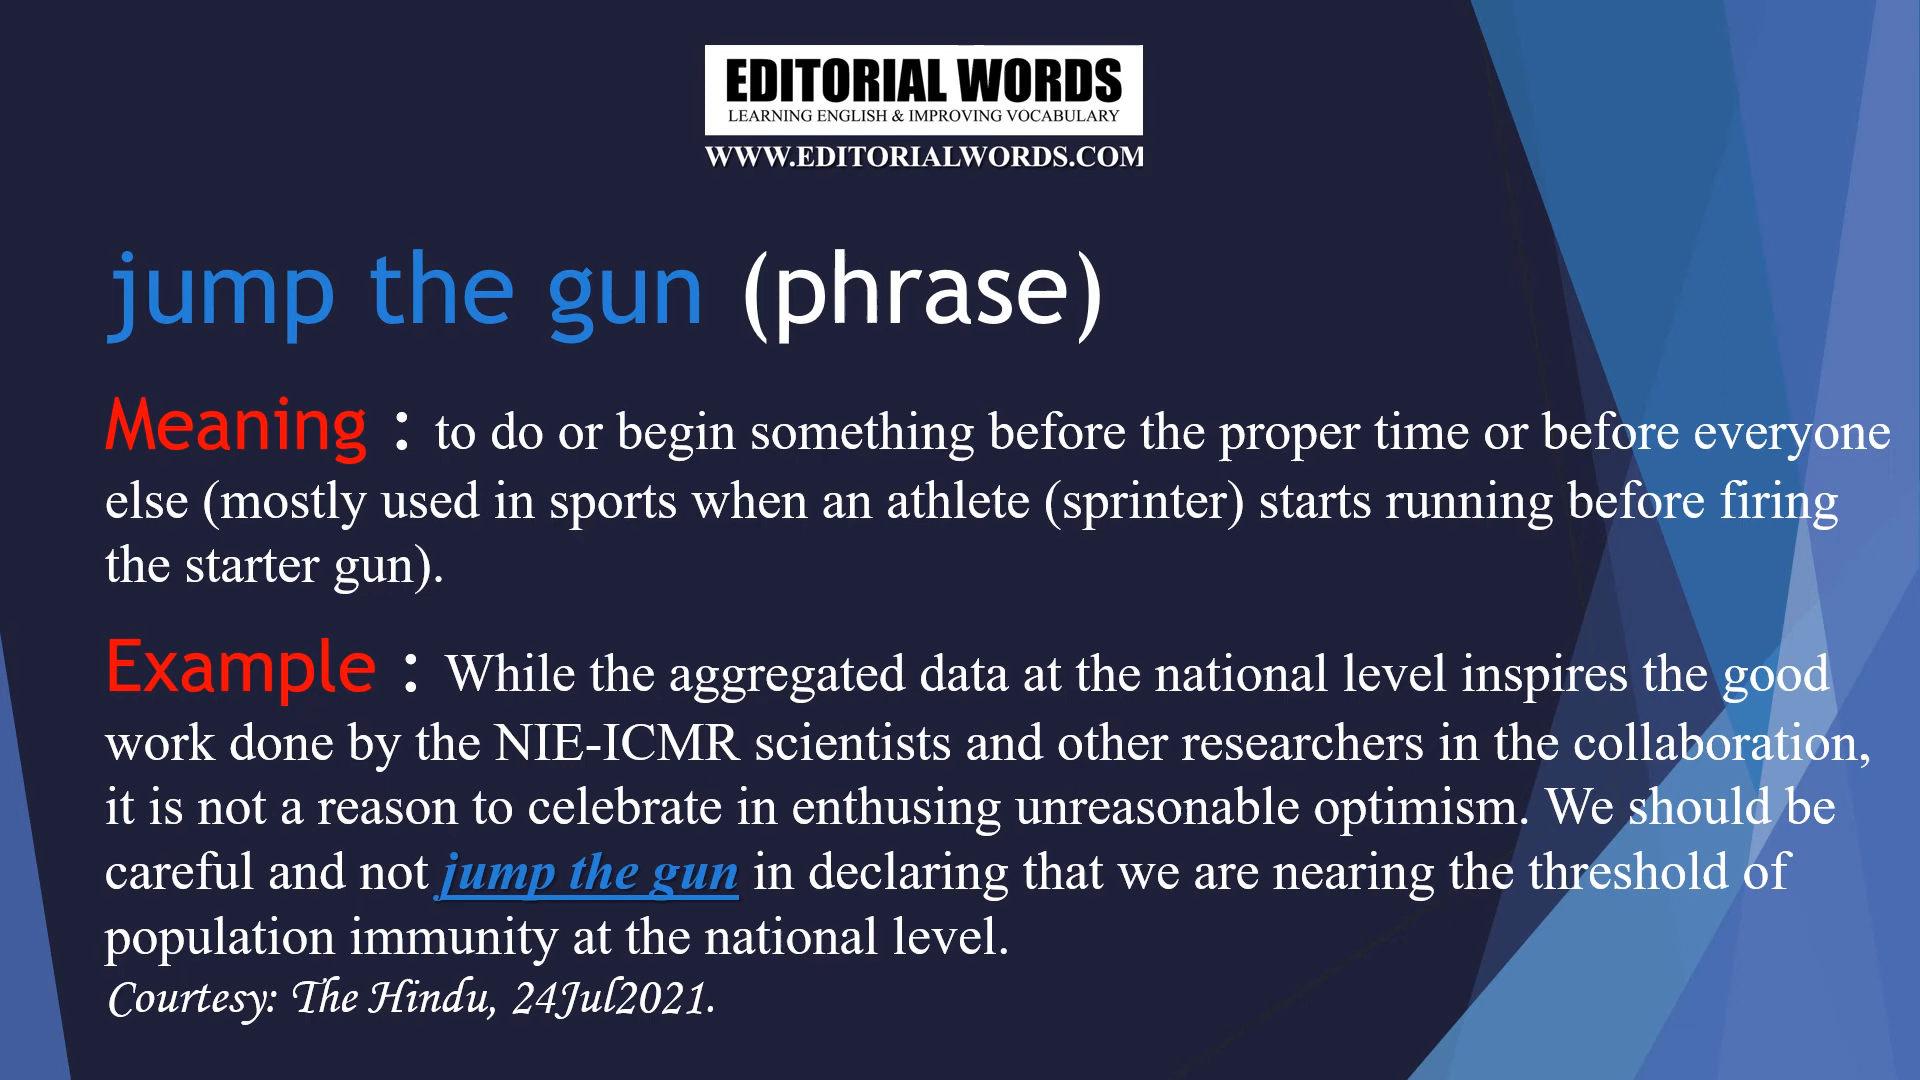 EDITORIAL WORDS
LEARNING ENGLISH & IMPROVING VOCABULARY
WWW.EDITORIALWORDS.COM
jump the gun (phrase)
Meaning : to do or begin something before the proper time or before everyone
else (mostly used in sports when an athlete (sprinter) starts running before firing
the starter gun).
Example : While the aggregated data at the national level inspires the good
work done by the NIE-ICMR scientists and other researchers in the collaboration,
it is not a reason to celebrate in enthusing unreasonable optimism. We should be
careful and not jump the gun in declaring that we are nearing the threshold of
population immunity at the national level.
Courtesy: The Hindu, 24Jul2021.